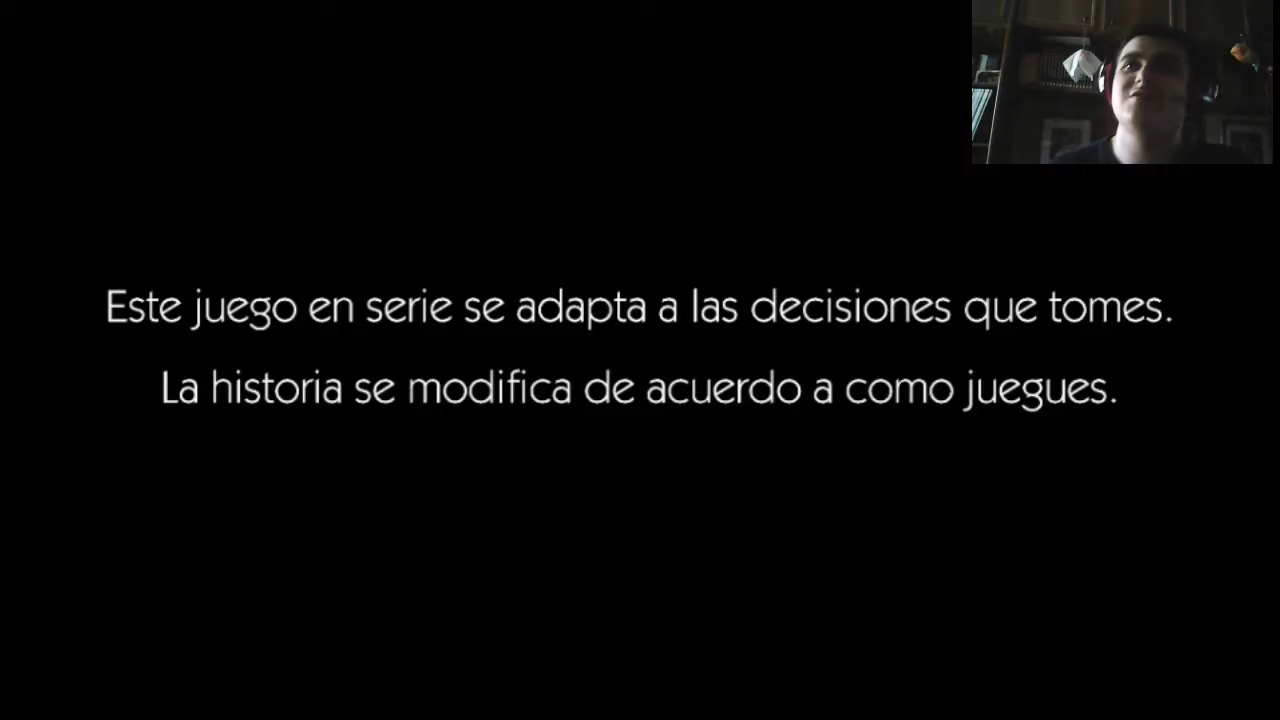 Este juego en serie se adapta a las decisiones que tomes.
La historia se modifica de acuerdo a como juegues.